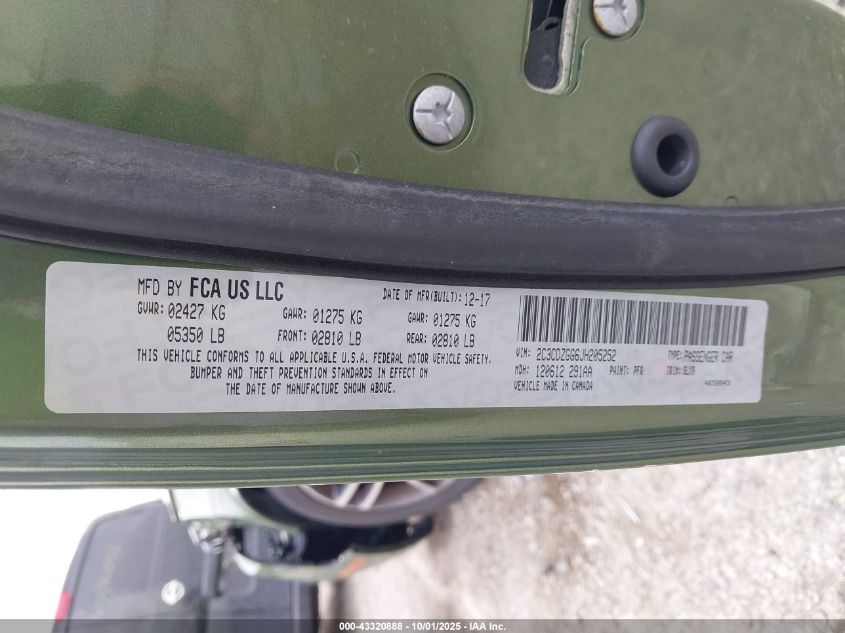 MFD BY FCA US LLC
DATE OF MFR(BUILT): 12-17
GVWR: 02427 KG GAWR: 01275 KG GAWR: 01275 KG
05350 LB FRONT: 02810 LB REAR: 02810 LB
THIS VEHICLE CONFORMS TO ALL APPLICABLE U.S.A. FEDERAL MOTOR VEHICLE SAFETY,
BUMPER AND THEFT PREVENTION STANDARDS IN EFFECT ON
THE DATE OF MANUFACTURE SHOWN ABOVE.
VIN: 2C3CDZGG6JH205252 TYPE: PASSENGER CAR
MDH: 120612 291AA PAINT: PFQ TRIM: SLX9
VEHICLE MADE IN CANADA
000-43320888 - 10/01/2025 - IAA Inc.